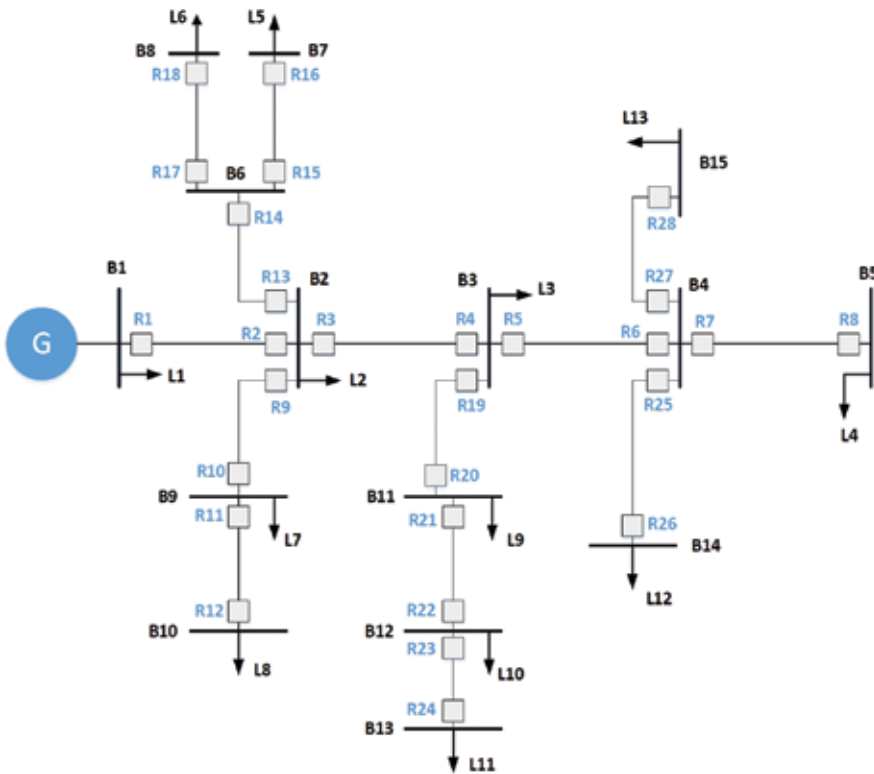 L6 L5
B8 B7
R18 R16
L13
B15
R17 B6 R15
R14
R28
B1 R13 B2 B3 L3 R27 B4 B5
G R1 R2 R3 R4 R5 R6 R7 R8
L1 R9 L2 R19 R25
L4
R10 R20
B9 B11
R11 L7 R21 L9 R26
B14
L12
R12 R22
B10 B12
L8 R23 L10
R24
B13
L11